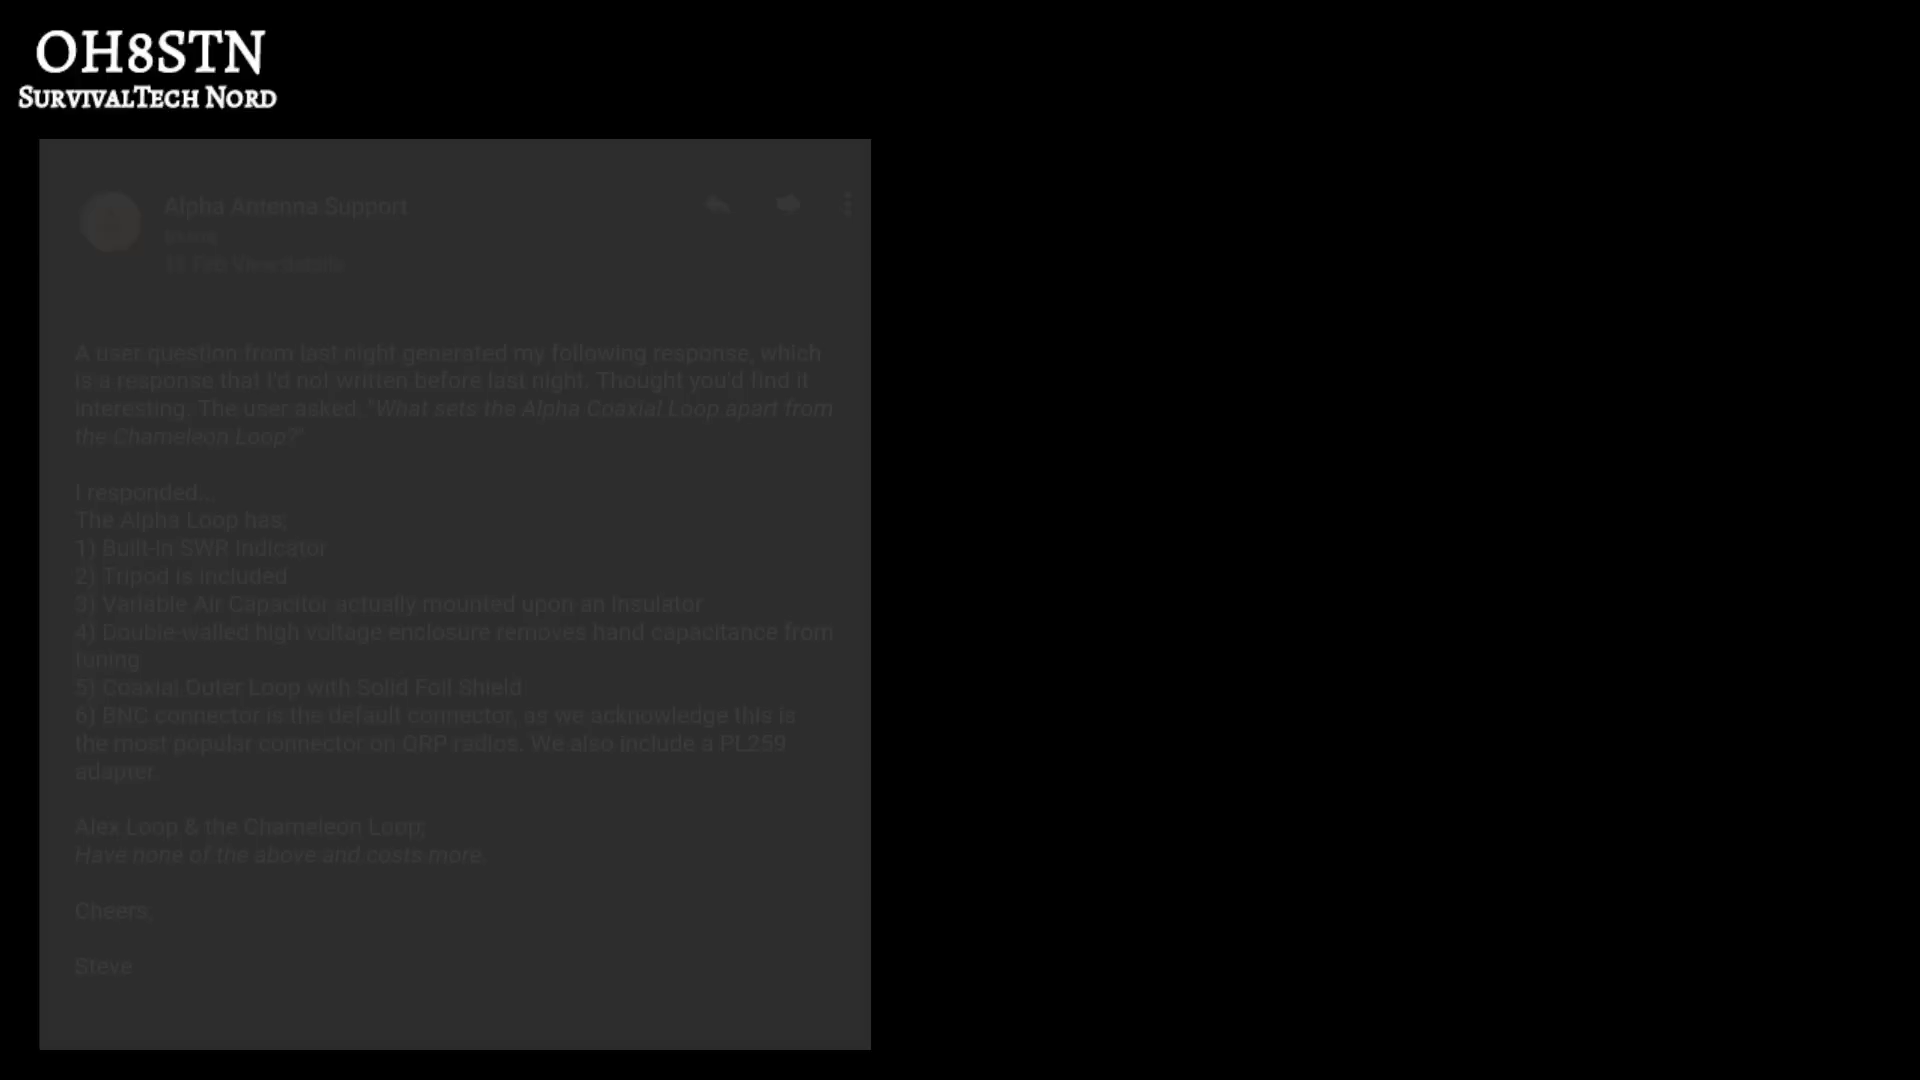 OH8STN
SurvivalTech Nord
Alpha Antenna Support
View details
A user question from last night generated my following response, which
is a response that I'd not written before last night. Thought you'd find it
interesting. The user asked, "What sets the Alpha Coaxial Loop apart from
the Chameleon Loop?"
I responded...
The Alpha Loop has;
1) Built-in SWR Indicator
2) Tripod is included
3) Variable Air Capacitor actually mounted upon an Insulator
4) Double-walled high voltage enclosure removes hand capacitance from
tuning
5) Coaxial Outer Loop with Solid Foil Shield
6) BNC connector is the default connector, as we acknowledge this is
the most popular connector on QRP radios. We also include a PL259
adapter.
Alex Loop & the Chameleon Loop;
Have none of the above and costs more.
Cheers,
Steve